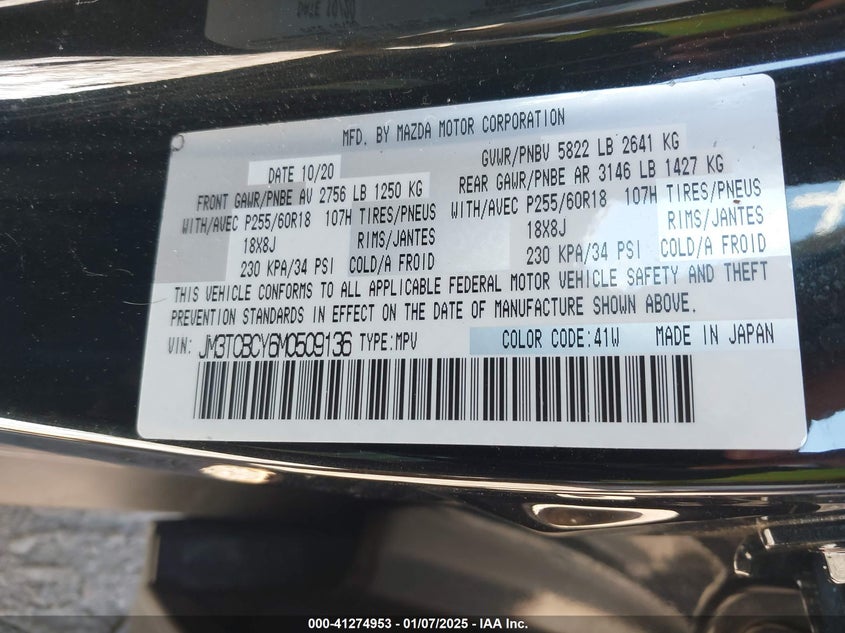 MFD. BY MAZDA MOTOR CORPORATION
DATE 10/20
GVWR/PNBV 5822 LB 2641 KG
FRONT GAWR/PNBE AV 2756 LB 1250 KG
REAR GAWR/PNBE AR 3146 LB 1427 KG
WITH/AVEC P255/60R18 107H TIRES/PNEUS
WITH/AVEC P255/60R18 107H TIRES/PNEUS
18X8J RIMS/JANTES
18X8J RIMS/JANTES
230 KPA/34 PSI COLD/A FROID
230 KPA/34 PSI COLD/A FROID
THIS VEHICLE CONFORMS TO ALL APPLICABLE FEDERAL MOTOR VEHICLE SAFETY AND THEFT
PREVENTION STANDARDS IN EFFECT ON THE DATE OF MANUFACTURE SHOWN ABOVE.
VIN: JM3TCBCY6M0509136 TYPE:MPV COLOR CODE:41W MADE IN JAPAN
000-41274953 - 01/07/2025 - IAA Inc.